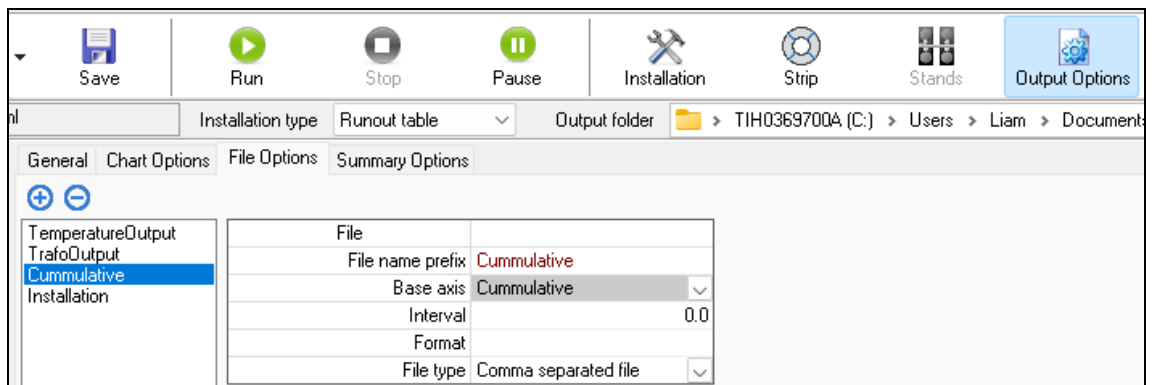 Save Run Stop Pause Installation Strip Stands Output Options
Installation type Runout table Output folder > TIH0369700A (C:) > Users > Liam > Document
General Chart Options File Options Summary Options
TemperatureOutput
TrafoOutput
Cummulative
Installation
File
File name prefix Cummulative
Base axis Cummulative
Interval 0.0
Format
File type Comma separated file